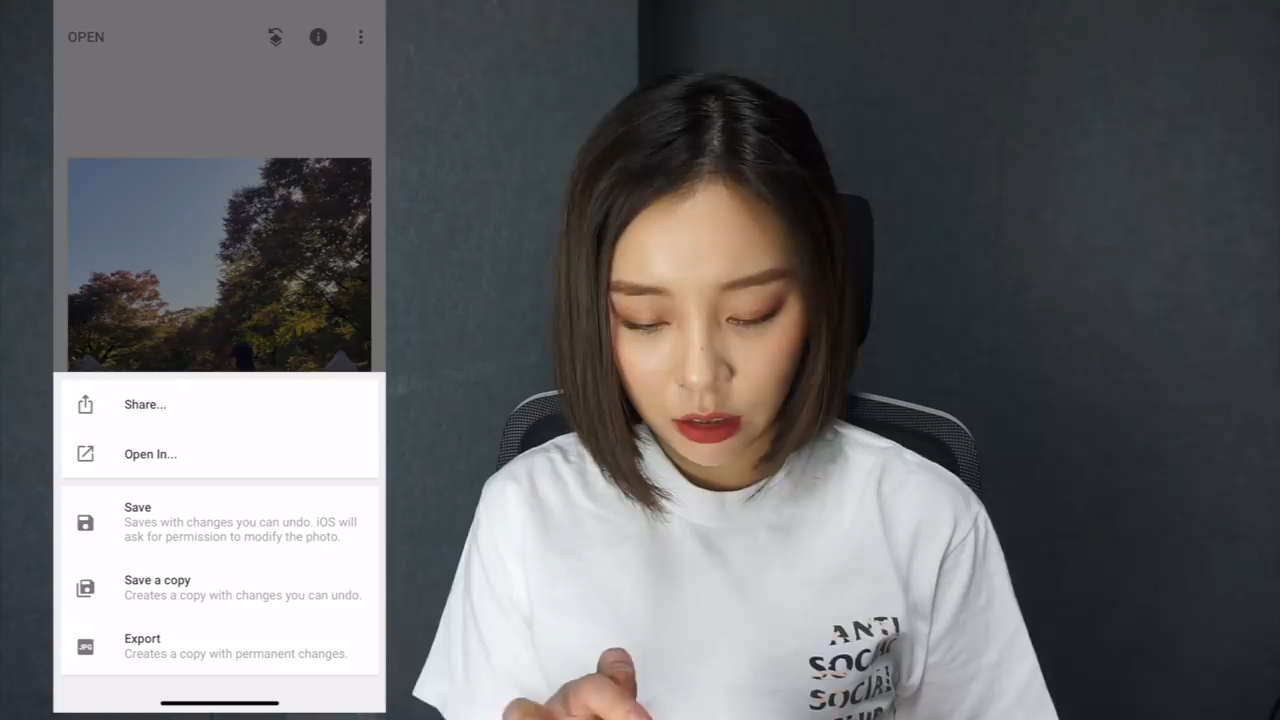 OPEN
Share...
Open In...
Save
Saves with changes you can undo. iOS will
ask for permission to modify the photo.
Save a copy
Creates a copy with changes you can undo.
JPG
Export
Creates a copy with permanent changes.
ANTI
SOCIAL
SOCIAL
CLUB